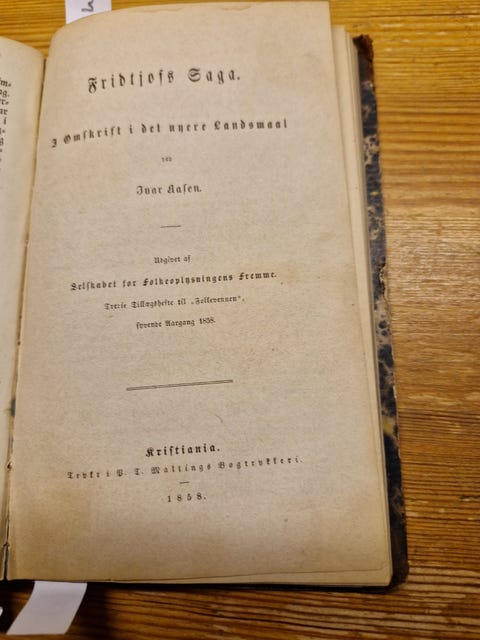 Fridtjofs Saga.
I Omskrift i det nyere Landsmaal
ved
Ivar Aasen.
Udgivet af
Selskabet for Folkeoplysningens Fremme.
Tredie Tillægshefte til „Folkevennen“,
syvende Aargang 1858.
Kristiania.
Trykt i P. T. Mallings Bogtrykkeri.
1858.